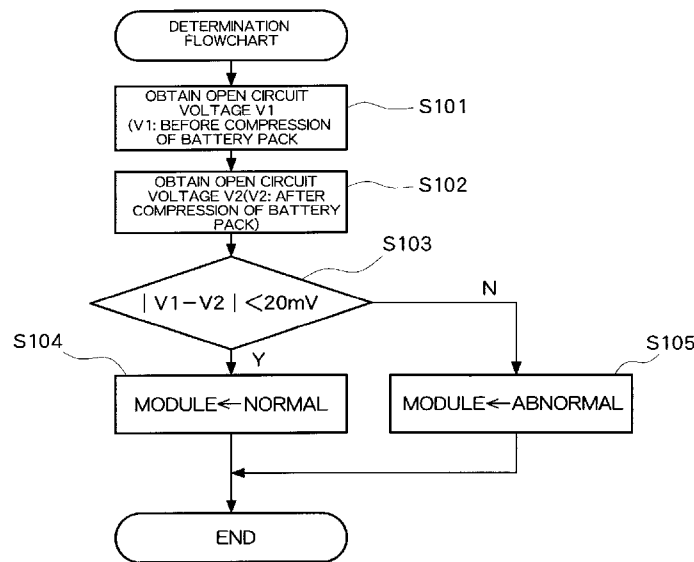 DETERMINATION
FLOWCHART
OBTAIN OPEN CIRCUIT
VOLTAGE V1
(V1: BEFORE COMPRESSION
OF BATTERY PACK
S101
OBTAIN OPEN CIRCUIT
VOLTAGE V2(V2: AFTER
COMPRESSION OF BATTERY
PACK)
S102
S103
| V1−V2 | <20mV
N
Y
S104
MODULE←NORMAL
S105
MODULE←ABNORMAL
END